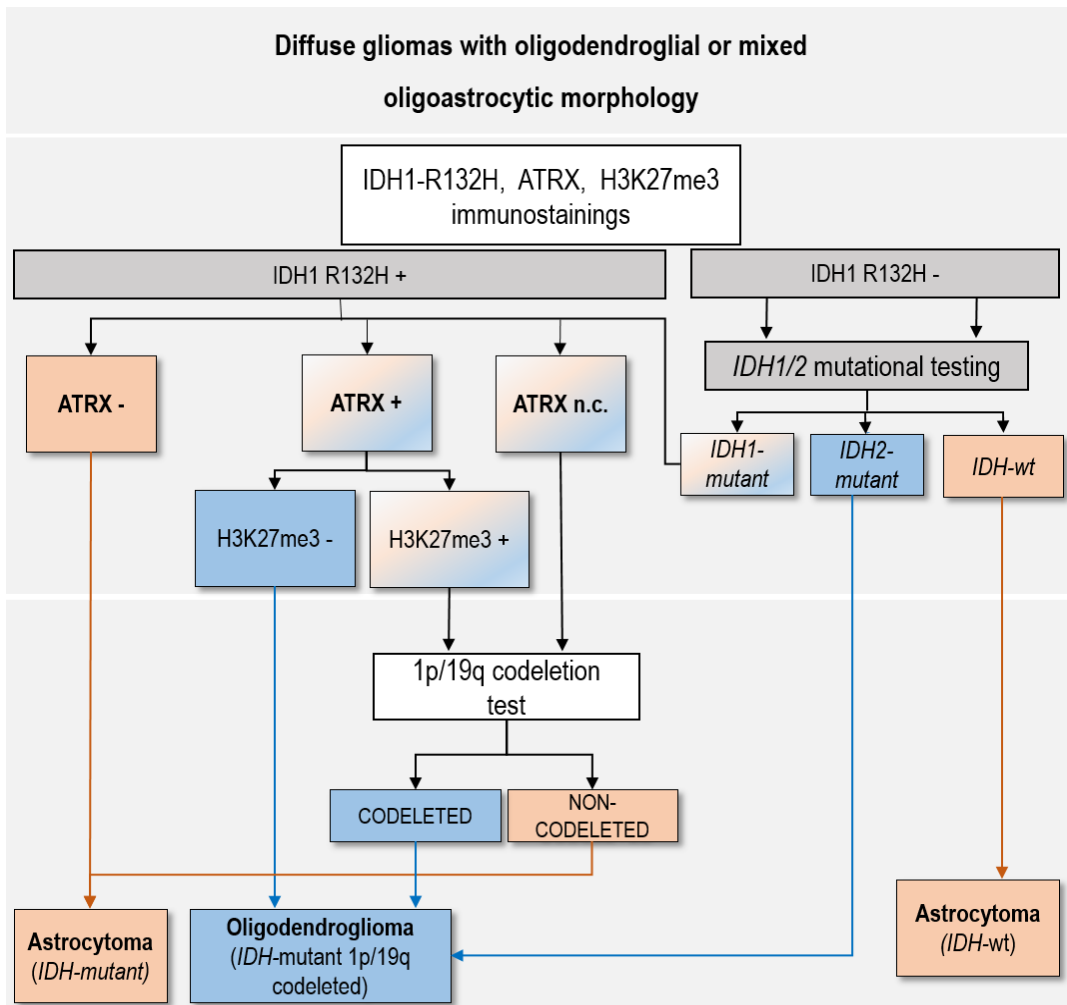 Diffuse gliomas with oligodendroglial or mixed
oligoastrocytic morphology
IDH1-R132H, ATRX, H3K27me3
immunostainings
IDH1 R132H +
IDH1 R132H -
IDH1/2 mutational testing
ATRX -
ATRX +
ATRX n.c.
IDH1-
mutant
IDH2-
mutant
IDH-wt
H3K27me3 -
H3K27me3 +
1p/19q codeletion
test
CODELETED
NON-
CODELETED
Astrocytoma
(IDH-mutant)
Oligodendroglioma
(IDH-mutant 1p/19q
codeleted)
Astrocytoma
(IDH-wt)